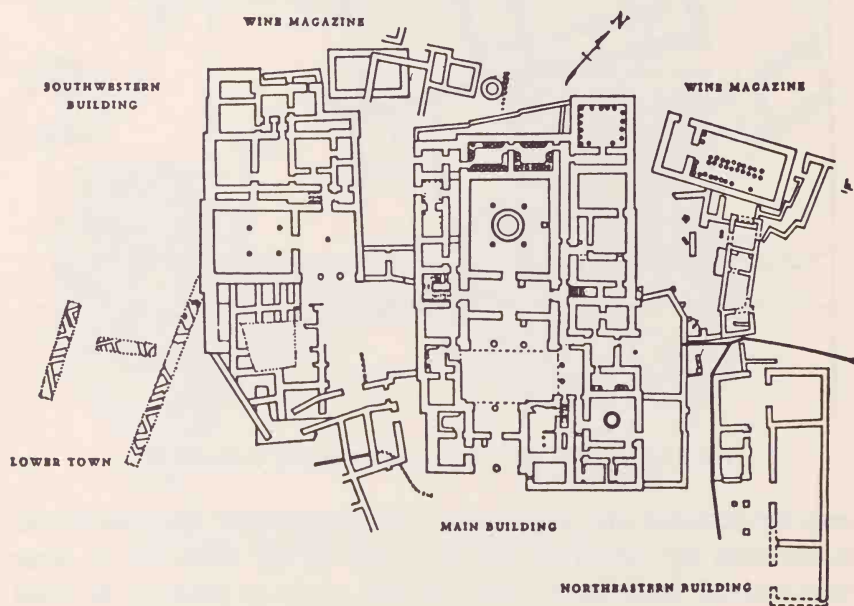 WINE MAGAZINE
N
SOUTHWESTERN
BUILDING
WINE MAGAZINE
LOWER TOWN
MAIN BUILDING
NORTHEASTERN BUILDING